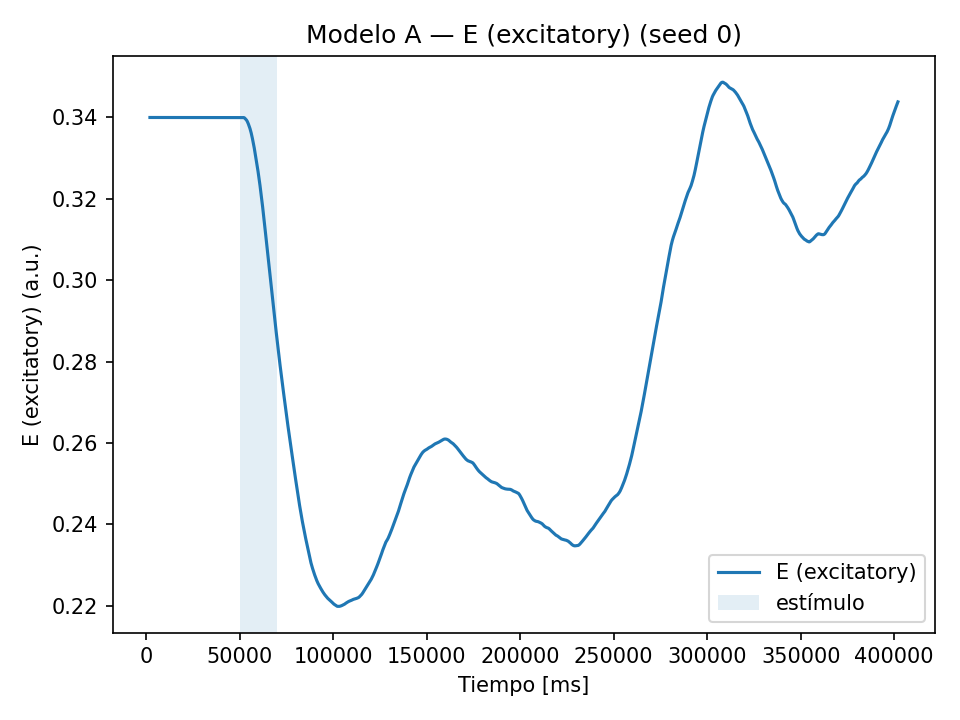 Modelo A — E (excitatory) (seed 0)
E (excitatory) (a.u.)
0.34
0.32
0.30
0.28
0.26
0.24
0.22
E (excitatory)
estímulo
0 50000 100000 150000 200000 250000 300000 350000 400000
Tiempo [ms]